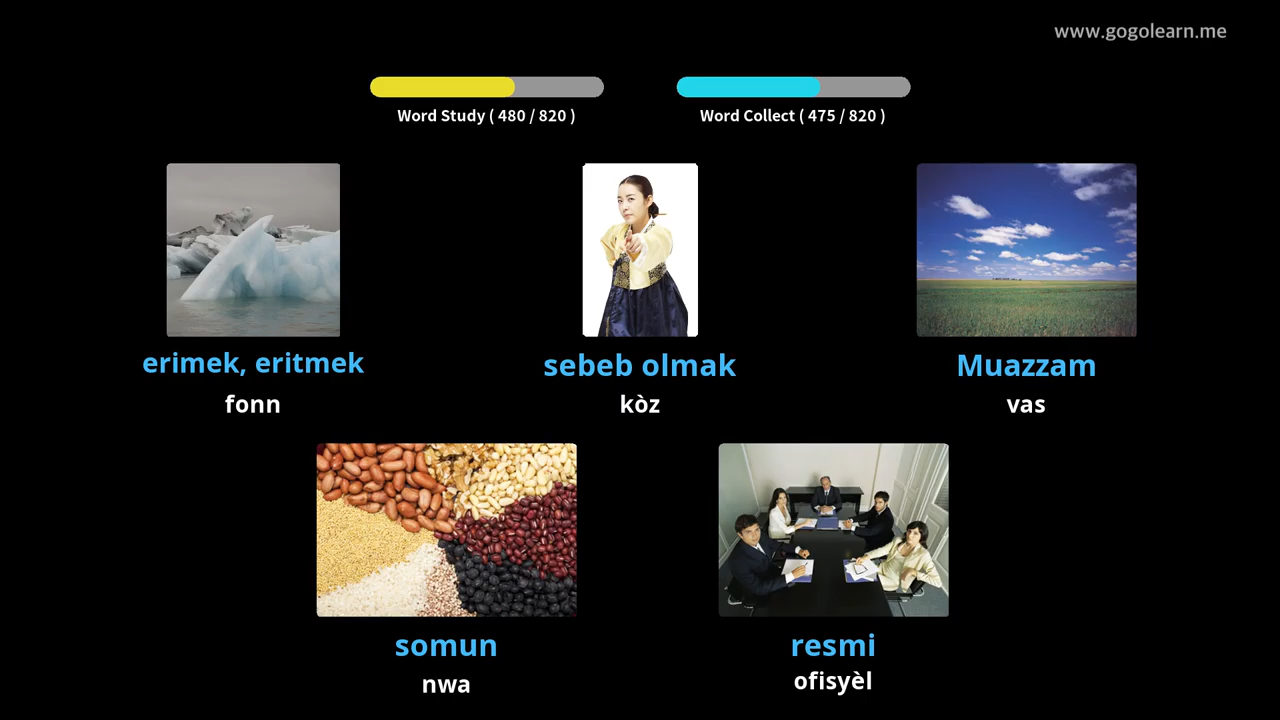 www.gogolearn.me
Word Study ( 480 / 820 )
Word Collect ( 475 / 820 )
erimek, eritmek
fonn
sebeb olmak
kòz
Muazzam
vas
somun
nwa
resmi
ofisyèl